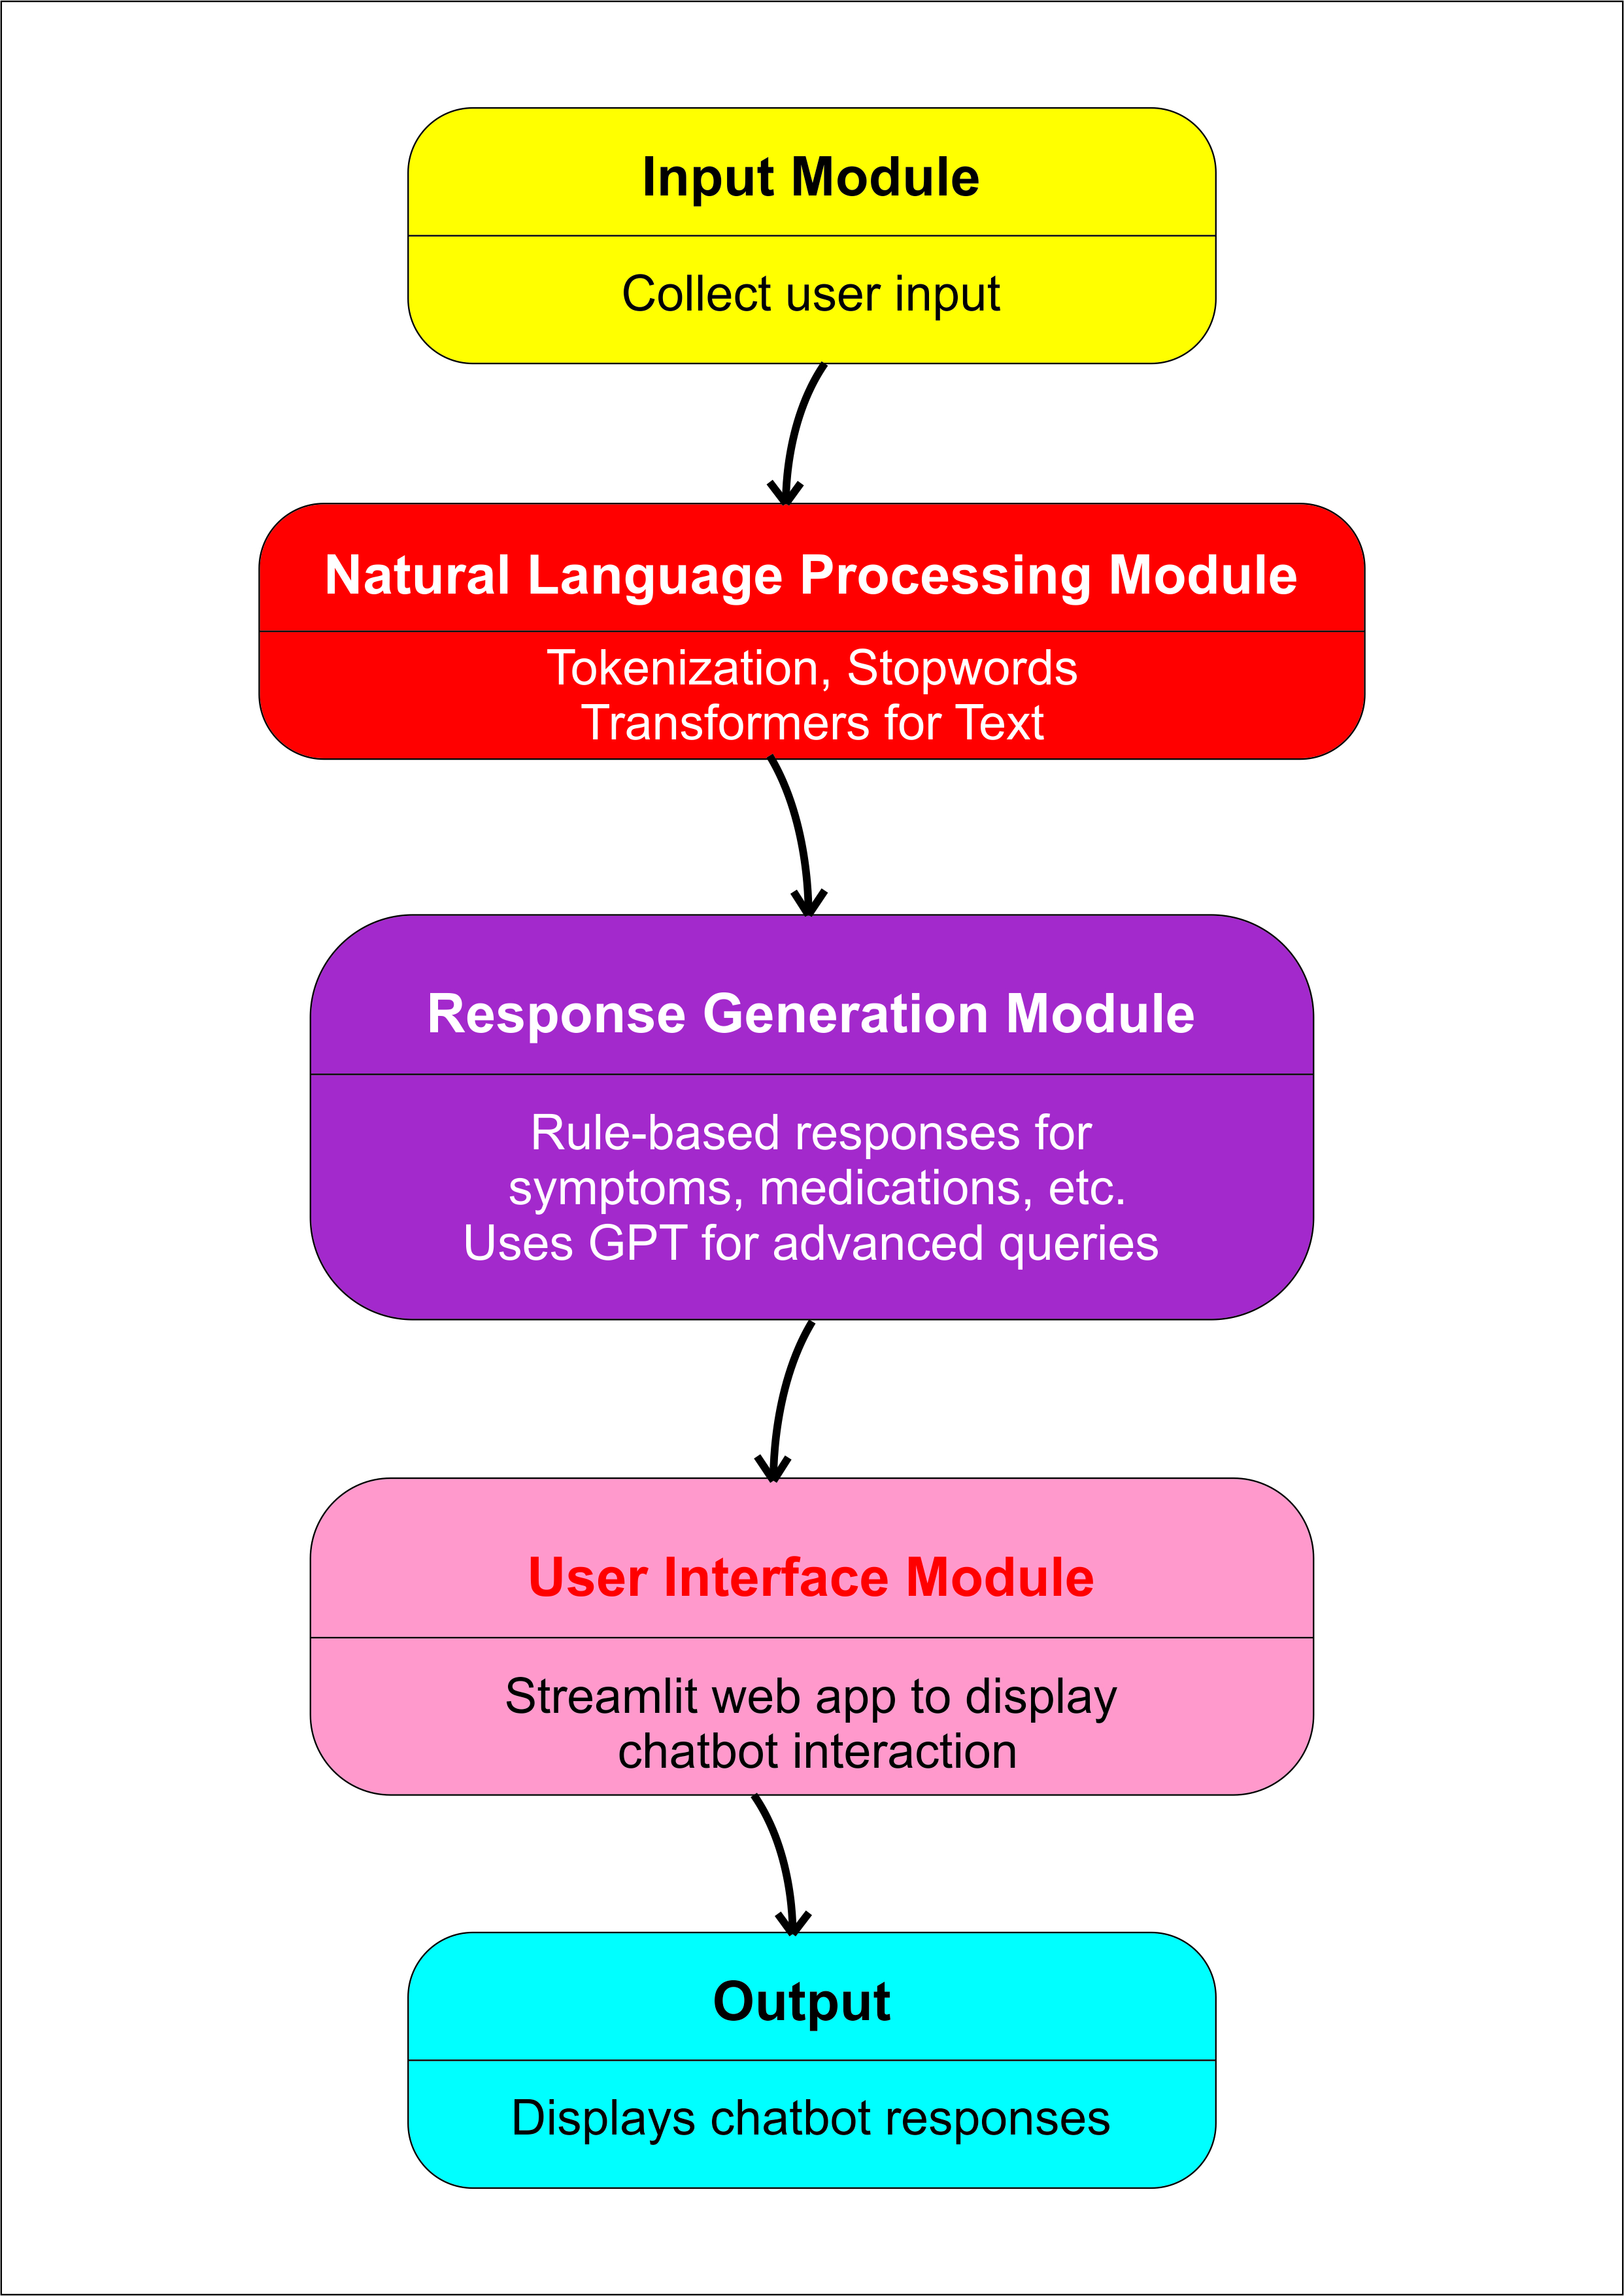 Input Module
Collect user input
Natural Language Processing Module
Tokenization, Stopwords
Transformers for Text
Response Generation Module
Rule-based responses for
symptoms, medications, etc.
Uses GPT for advanced queries
User Interface Module
Streamlit web app to display
chatbot interaction
Output
Displays chatbot responses